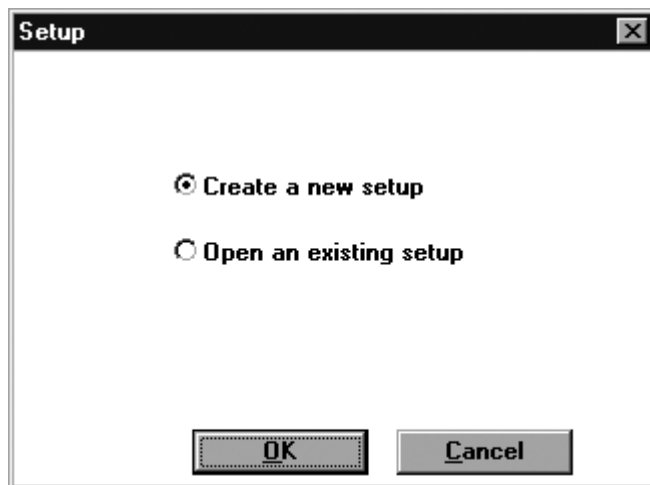 Setup
Create a new setup
Open an existing setup
OK
Cancel